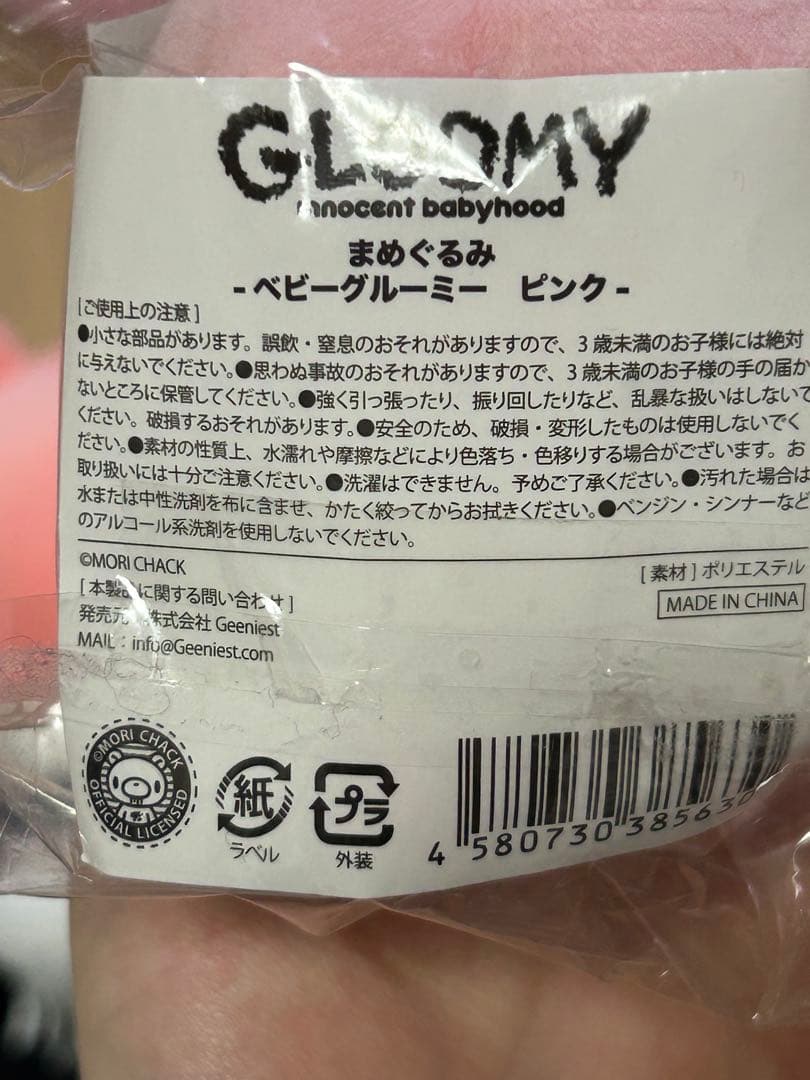 GLOOMY
innocent babyhood
まめぐるみ
- ベビーグルーミー ピンク -
[ご使用上の注意]
●小さな部品があります。誤飲・窒息のおそれがありますので、3歳未満のお子様には絶対
に与えないでください。●思わぬ事故のおそれがありますので、3歳未満のお子様の手の届か
ないところに保管してください。●強く引っ張ったり、振り回したりなど、乱暴な扱いはしないで
ください。破損するおそれがあります。●安全のため、破損・変形したものは使用しないでく
ださい。●素材の性質上、水濡れや摩擦などにより色落ち・色移りする場合がございます。お
取り扱いには十分ご注意ください。●洗濯はできません。予めご了承ください。●汚れた場合は
水または中性洗剤を布に含ませ、かたく絞ってからお拭きください。●ベンジン・シンナーなど
のアルコール系洗剤を使用しないでください。
©MORI CHACK
[素材]ポリエステル
[本製品に関する問い合わせ]
MADE IN CHINA
発売元:株式会社 Geeniest
MAIL:info@Geeniest.com
©MORI CHACK
OFFICIAL LICENSED
紙
ラベル
プラ
外装
4 580730 385630